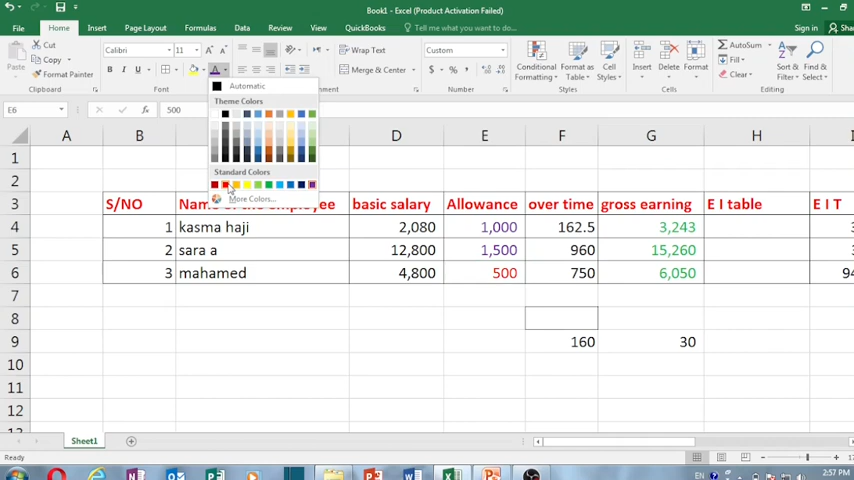 Book1 - Excel (Product Activation Failed)
File Home Insert Page Layout Formulas Data Review View QuickBooks Tell me what you want to do... Sign in
Paste Cut Copy Format Painter Clipboard
Calibri 11 B I U A Font
Wrap Text Merge & Center
Custom $ % , Number
Conditional Formatting Format as Table Cell Styles Styles
Insert Delete Format Cells
AutoSum Fill Clear Sort & Filter Find & Select Editing
Automatic
Theme Colors
Standard Colors
More Colors...
E6 fx 500
A B D E F G H
1
2
3 S/NO Name of the employee basic salary Allowance over time gross earning E I table E I T
4 1 kasma haji 2,080 1,000 162.5 3,243
5 2 sara a 12,800 1,500 960 15,260
6 3 mahamed 4,800 500 750 6,050
7
8
9 160 30
10
11
12
Sheet1
Ready
EN 2:57 PM